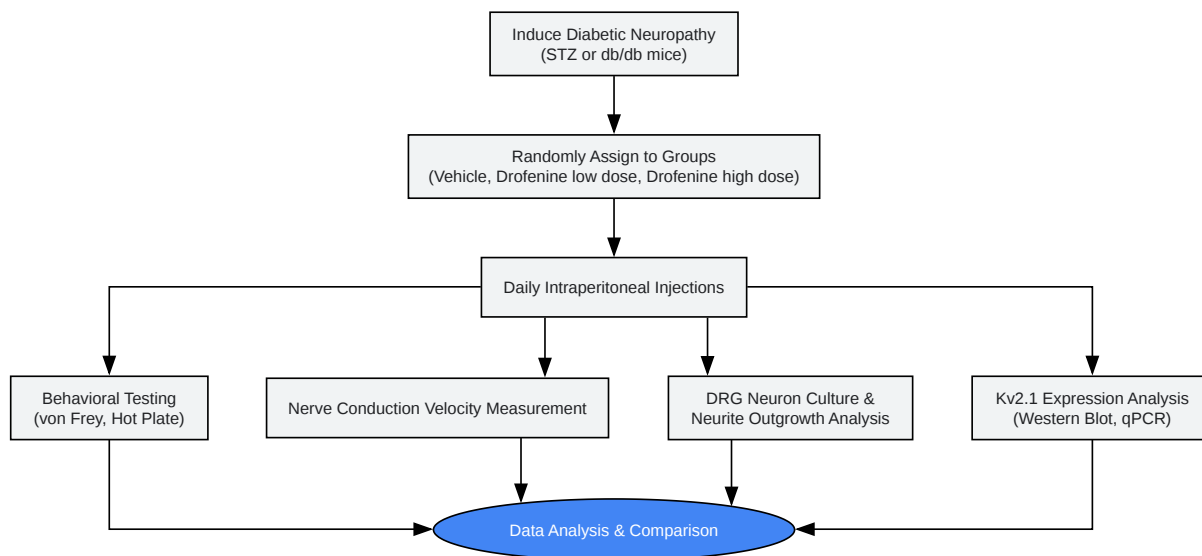 Induce Diabetic Neuropathy
(STZ or db/db mice)
Randomly Assign to Groups
(Vehicle, Drofenine low dose, Drofenine high dose)
Daily Intraperitoneal Injections
Behavioral Testing
(von Frey, Hot Plate)
Nerve Conduction Velocity Measurement
DRG Neuron Culture &
Neurite Outgrowth Analysis
Kv2.1 Expression Analysis
(Western Blot, qPCR)
Data Analysis & Comparison